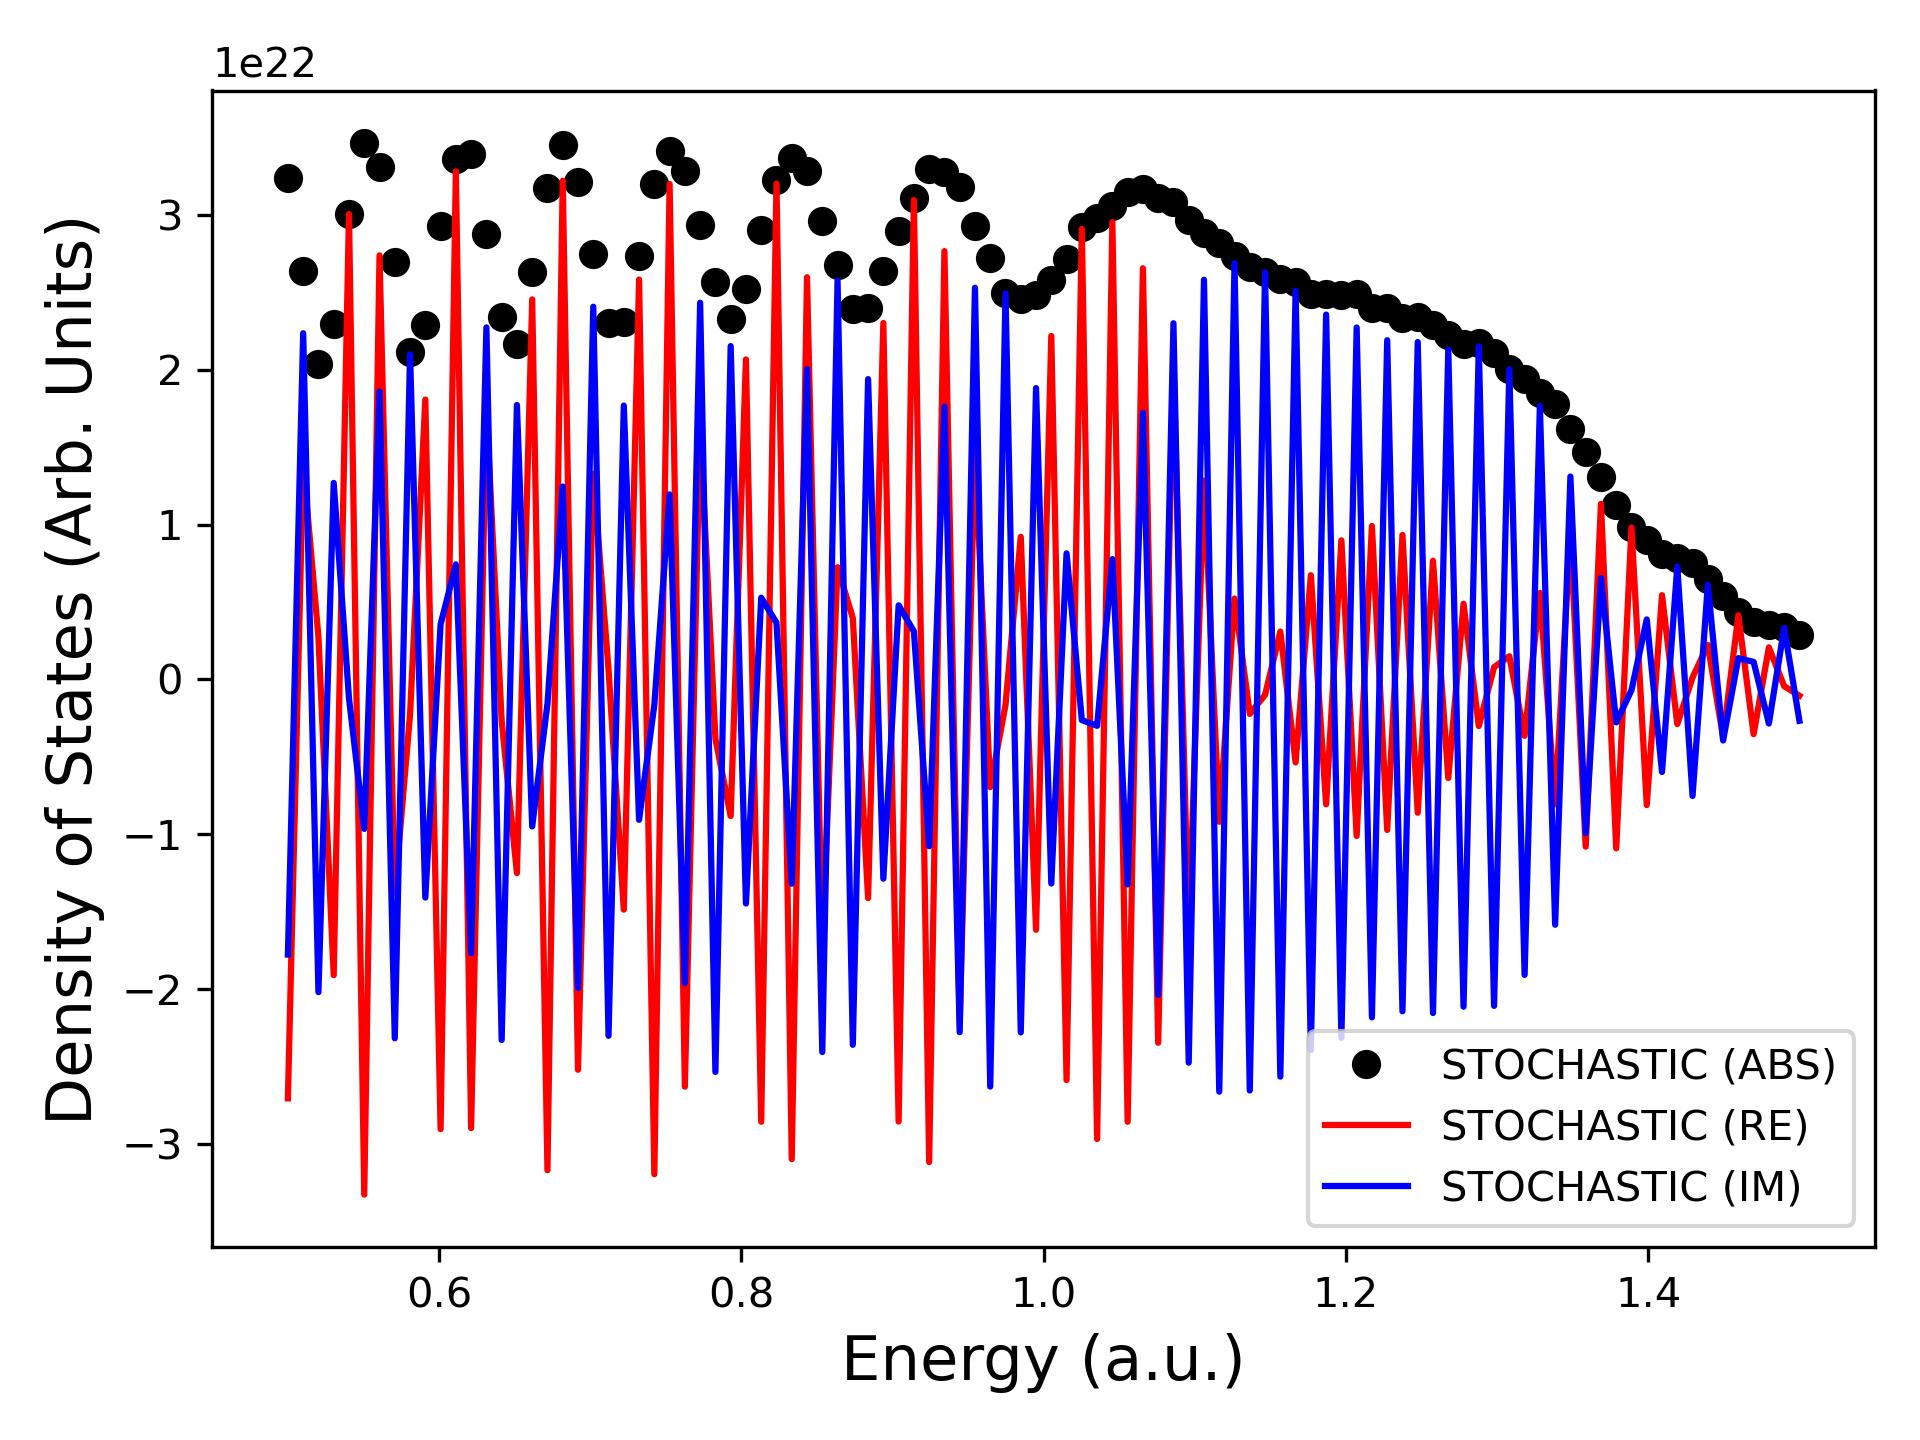 1e22
Density of States (Arb. Units)
3
2
1
0
−1
−2
−3
STOCHASTIC (ABS)
STOCHASTIC (RE)
STOCHASTIC (IM)
0.6 0.8 1.0 1.2 1.4
Energy (a.u.)